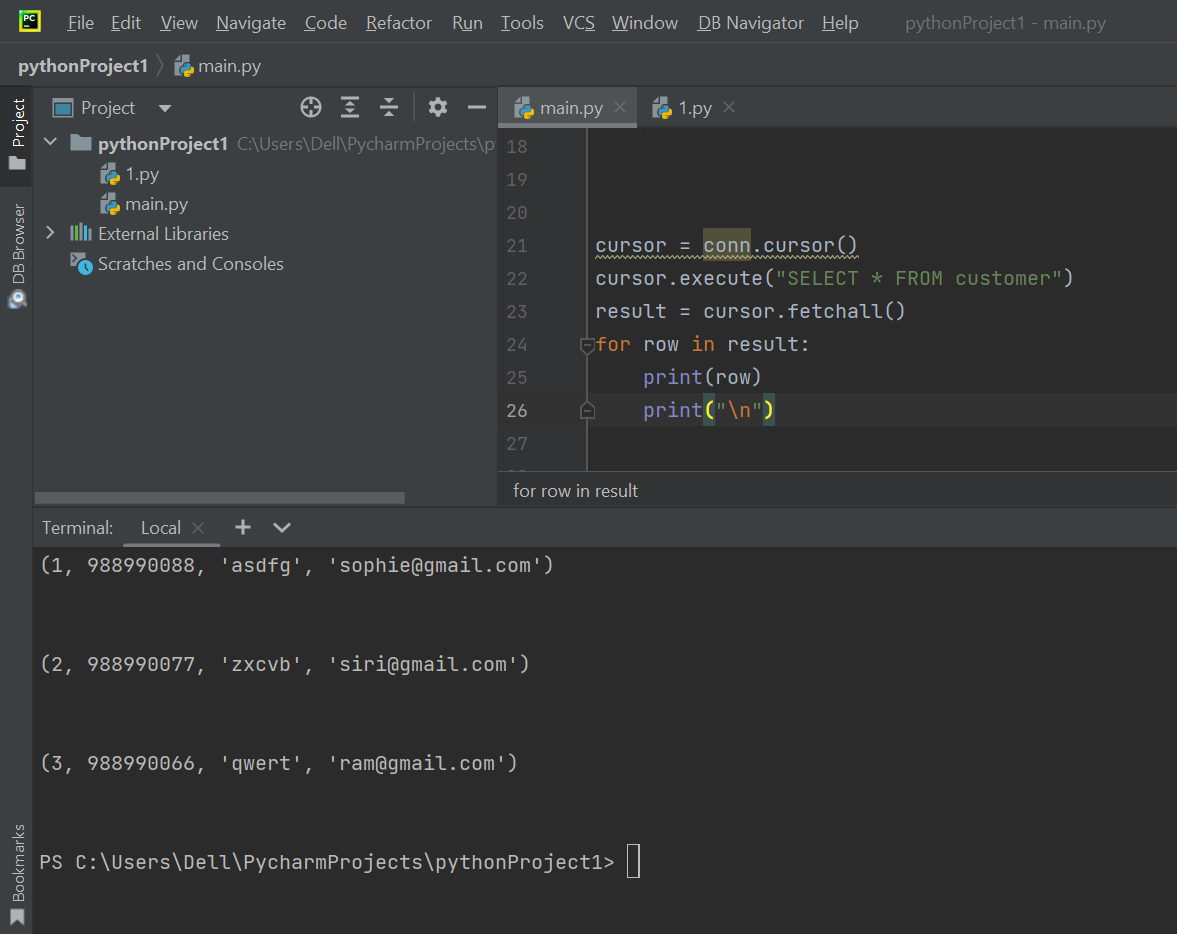 PC File Edit View Navigate Code Refactor Run Tools VCS Window DB Navigator Help pythonProject1 - main.py
pythonProject1 main.py
Project
Project
main.py
1.py
pythonProject1 C:\Users\Dell\PycharmProjects\p
1.py
main.py
External Libraries
Scratches and Consoles
DB Browser
18
19
20
21 cursor = conn.cursor()
22 cursor.execute("SELECT * FROM customer")
23 result = cursor.fetchall()
24 for row in result:
25 print(row)
26 print("\n")
27
for row in result
Terminal: Local
(1, 988990088, 'asdfg', 'sophie@gmail.com')
(2, 988990077, 'zxcvb', 'siri@gmail.com')
(3, 988990066, 'qwert', 'ram@gmail.com')
PS C:\Users\Dell\PycharmProjects\pythonProject1>
Bookmarks